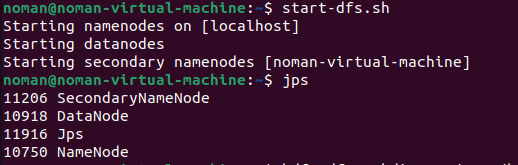 noman@noman-virtual-machine:~$ start-dfs.sh
Starting namenodes on [localhost]
Starting datanodes
Starting secondary namenodes [noman-virtual-machine]
noman@noman-virtual-machine:~$ jps
11206 SecondaryNameNode
10918 DataNode
11916 Jps
10750 NameNode